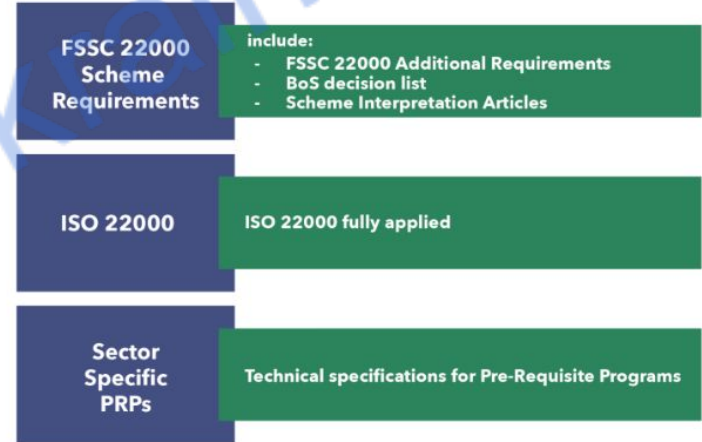 FSSC 22000
Scheme
Requirements
include:
- FSSC 22000 Additional Requirements
- BoS decision list
- Scheme Interpretation Articles
ISO 22000
ISO 22000 fully applied
Sector
Specific
PRPs
Technical specifications for Pre-Requisite Programs